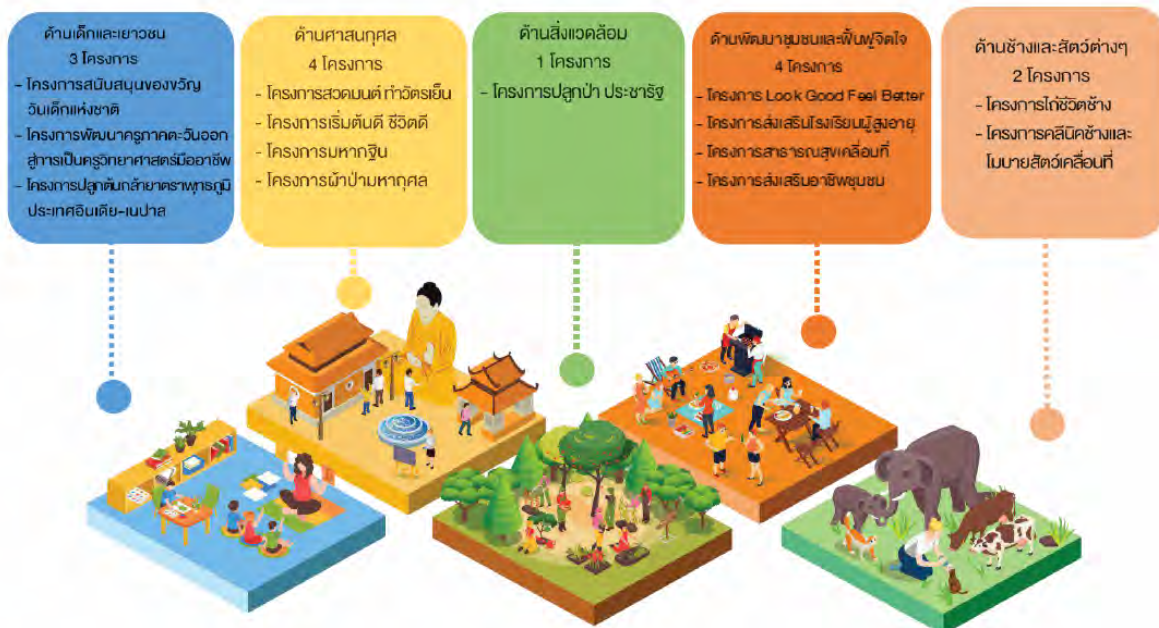 ด้านเด็กและเยาวชน
3 โครงการ
- โครงการสนับสนุนของขวัญ
วันเด็กแห่งชาติ
- โครงการพัฒนาครูภาคตะวันออก
สู่การเป็นครูวิทยาศาสตร์มืออาชีพ
- โครงการปลูกต้นกล้ายาตราพุทธภูมิ
ประเทศอินเดีย-เนปาล
ด้านศาสนกุศล
4 โครงการ
- โครงการสวดมนต์ ทำวัตรเย็น
- โครงการเริ่มต้นดี ชีวิตดี
- โครงการมหากฐิน
- โครงการผ้าป่ามหากุศล
ด้านสิ่งแวดล้อม
1 โครงการ
- โครงการปลูกป่า ประชารัฐ
ด้านพัฒนาชุมชนและฟื้นฟูจิตใจ
4 โครงการ
- โครงการ Look Good Feel Better
- โครงการส่งเสริมโรงเรียนผู้สูงอายุ
- โครงการสาธารณสุขเคลื่อนที่
- โครงการส่งเสริมอาชีพชุมชน
ด้านช้างและสัตว์ต่างๆ
2 โครงการ
- โครงการไถ่ชีวิตช้าง
- โครงการคลีนิคช้างและ
โมบายสัตว์เคลื่อนที่